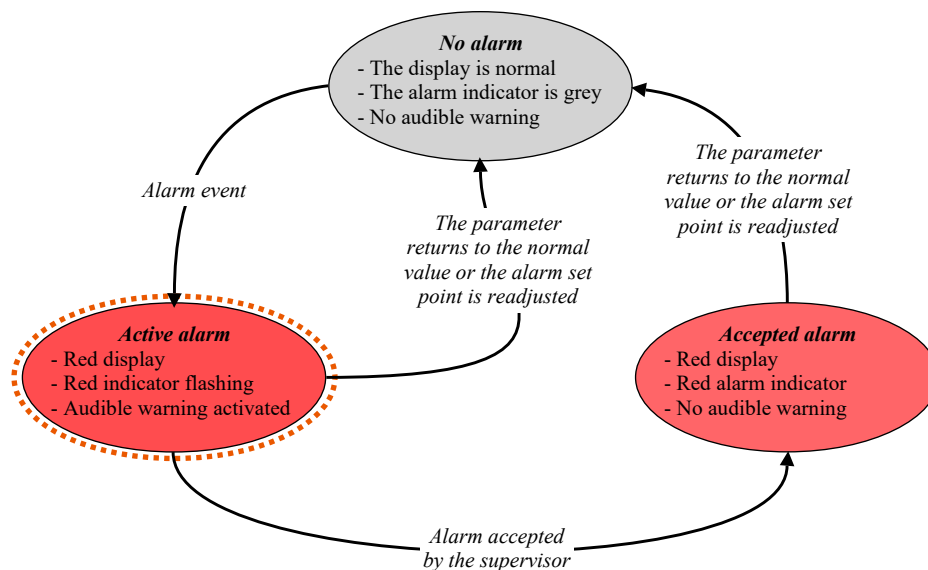 No alarm
- The display is normal
- The alarm indicator is grey
- No audible warning
Alarm event
The parameter
returns to the normal
value or the alarm set
point is readjusted
The parameter
returns to the normal
value or the alarm set
point is readjusted
Active alarm
- Red display
- Red indicator flashing
- Audible warning activated
Accepted alarm
- Red display
- Red alarm indicator
- No audible warning
Alarm accepted
by the supervisor